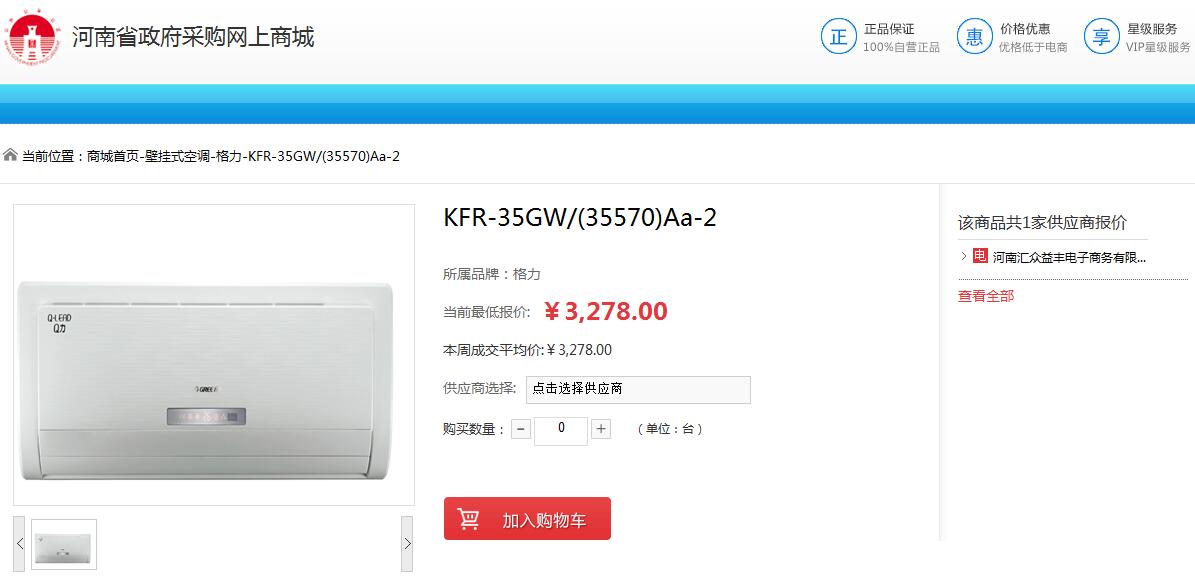 河南省政府采购网上商城
正
正品保证
100%自营正品
惠
价格优惠
优格低于电商
享
星级服务
VIP星级服务
当前位置：商城首页-壁挂式空调-格力-KFR-35GW/(35570)Aa-2
Q-LEAD
Q力
GREE
KFR-35GW/(35570)Aa-2
所属品牌：格力
当前最低报价: ￥3,278.00
本周成交平均价:￥3,278.00
供应商选择: 点击选择供应商
购买数量： - 0 + （单位：台）
加入购物车
该商品共1家供应商报价
电 河南汇众益丰电子商务有限...
查看全部